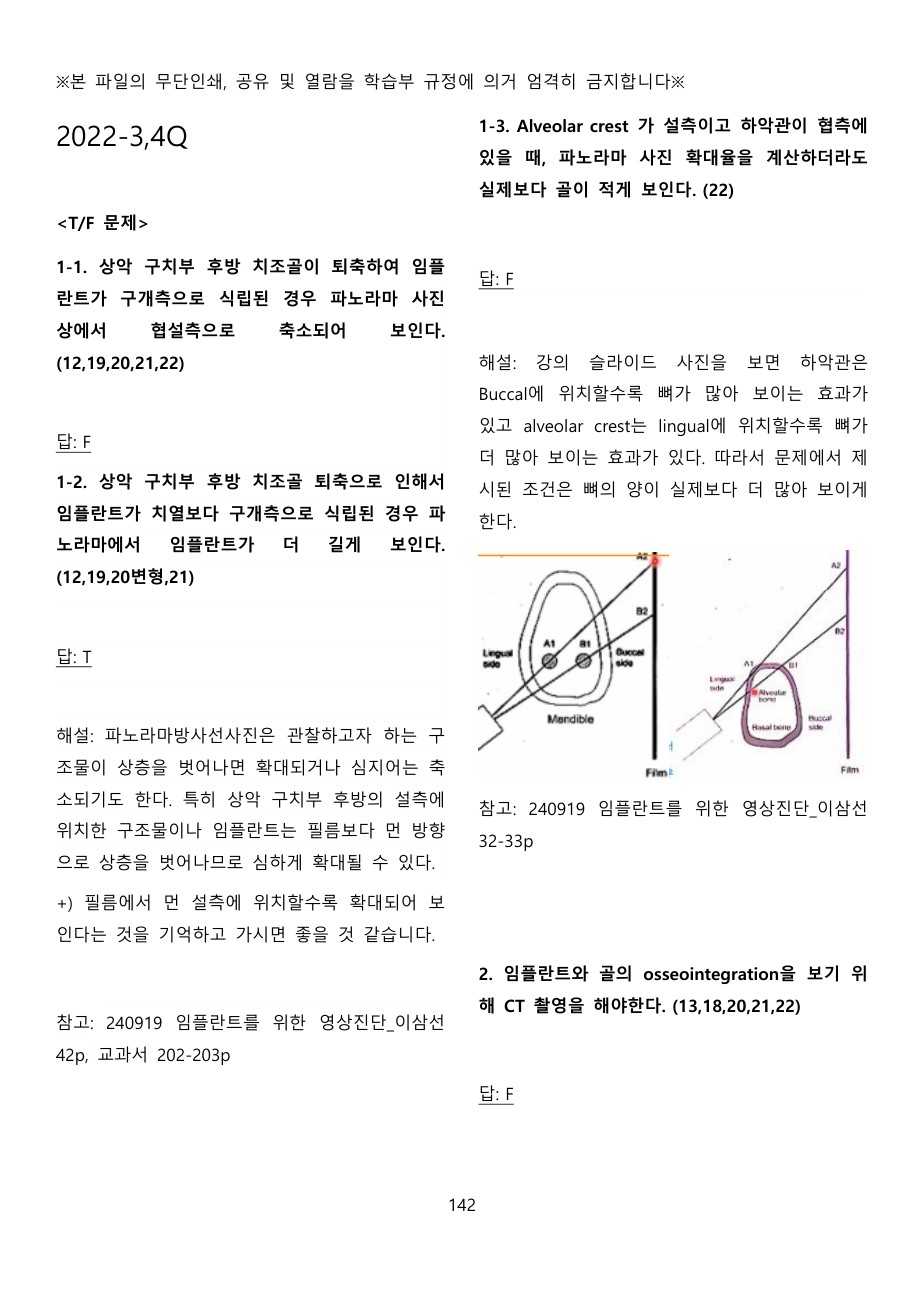 ※본 파일의 무단인쇄, 공유 및 열람을 학습부 규정에 의거 엄격히 금지합니다※
2022-3,4Q
<T/F 문제>
1-1. 상악 구치부 후방 치조골이 퇴축하여 임플
란트가 구개측으로 식립된 경우 파노라마 사진
상에서 협설측으로 축소되어 보인다.
(12,19,20,21,22)
답: F
1-2. 상악 구치부 후방 치조골 퇴축으로 인해서
임플란트가 치열보다 구개측으로 식립된 경우 파
노라마에서 임플란트가 더 길게 보인다.
(12,19,20변형,21)
답: T
해설: 파노라마방사선사진은 관찰하고자 하는 구
조물이 상층을 벗어나면 확대되거나 심지어는 축
소되기도 한다. 특히 상악 구치부 후방의 설측에
위치한 구조물이나 임플란트는 필름보다 먼 방향
으로 상층을 벗어나므로 심하게 확대될 수 있다.
+) 필름에서 먼 설측에 위치할수록 확대되어 보
인다는 것을 기억하고 가시면 좋을 것 같습니다.
참고: 240919 임플란트를 위한 영상진단_이삼선
42p, 교과서 202-203p
1-3. Alveolar crest 가 설측이고 하악관이 협측에
있을 때, 파노라마 사진 확대율을 계산하더라도
실제보다 골이 적게 보인다. (22)
답: F
해설: 강의 슬라이드 사진을 보면 하악관은
Buccal에 위치할수록 뼈가 많아 보이는 효과가
있고 alveolar crest는 lingual에 위치할수록 뼈가
더 많아 보이는 효과가 있다. 따라서 문제에서 제
시된 조건은 뼈의 양이 실제보다 더 많아 보이게
한다.
A2
B2
A1 B1
Lingual
side
Buccal
side
Mandible
Film
A2
B2
A1 B1
Lingual
side
Alveolar
bone
Basal bone
Buccal
side
Film
참고: 240919 임플란트를 위한 영상진단_이삼선
32-33p
2. 임플란트와 골의 osseointegration을 보기 위
해 CT 촬영을 해야한다. (13,18,20,21,22)
답: F
142